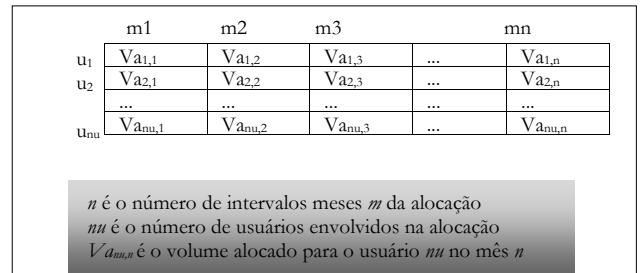 m1 m2 m3 mn
u1 Va1,1 Va1,2 Va1,3 ... Va1,n
u2 Va2,1 Va2,2 Va2,3 ... Va2,n
... ... ... ...
unu Vanu,1 Vanu,2 Vanu,3 ... Vanu,n
n é o número de intervalos meses m da alocação
nu é o número de usuários envolvidos na alocação
Vanu,n é o volume alocado para o usuário nu no mês n